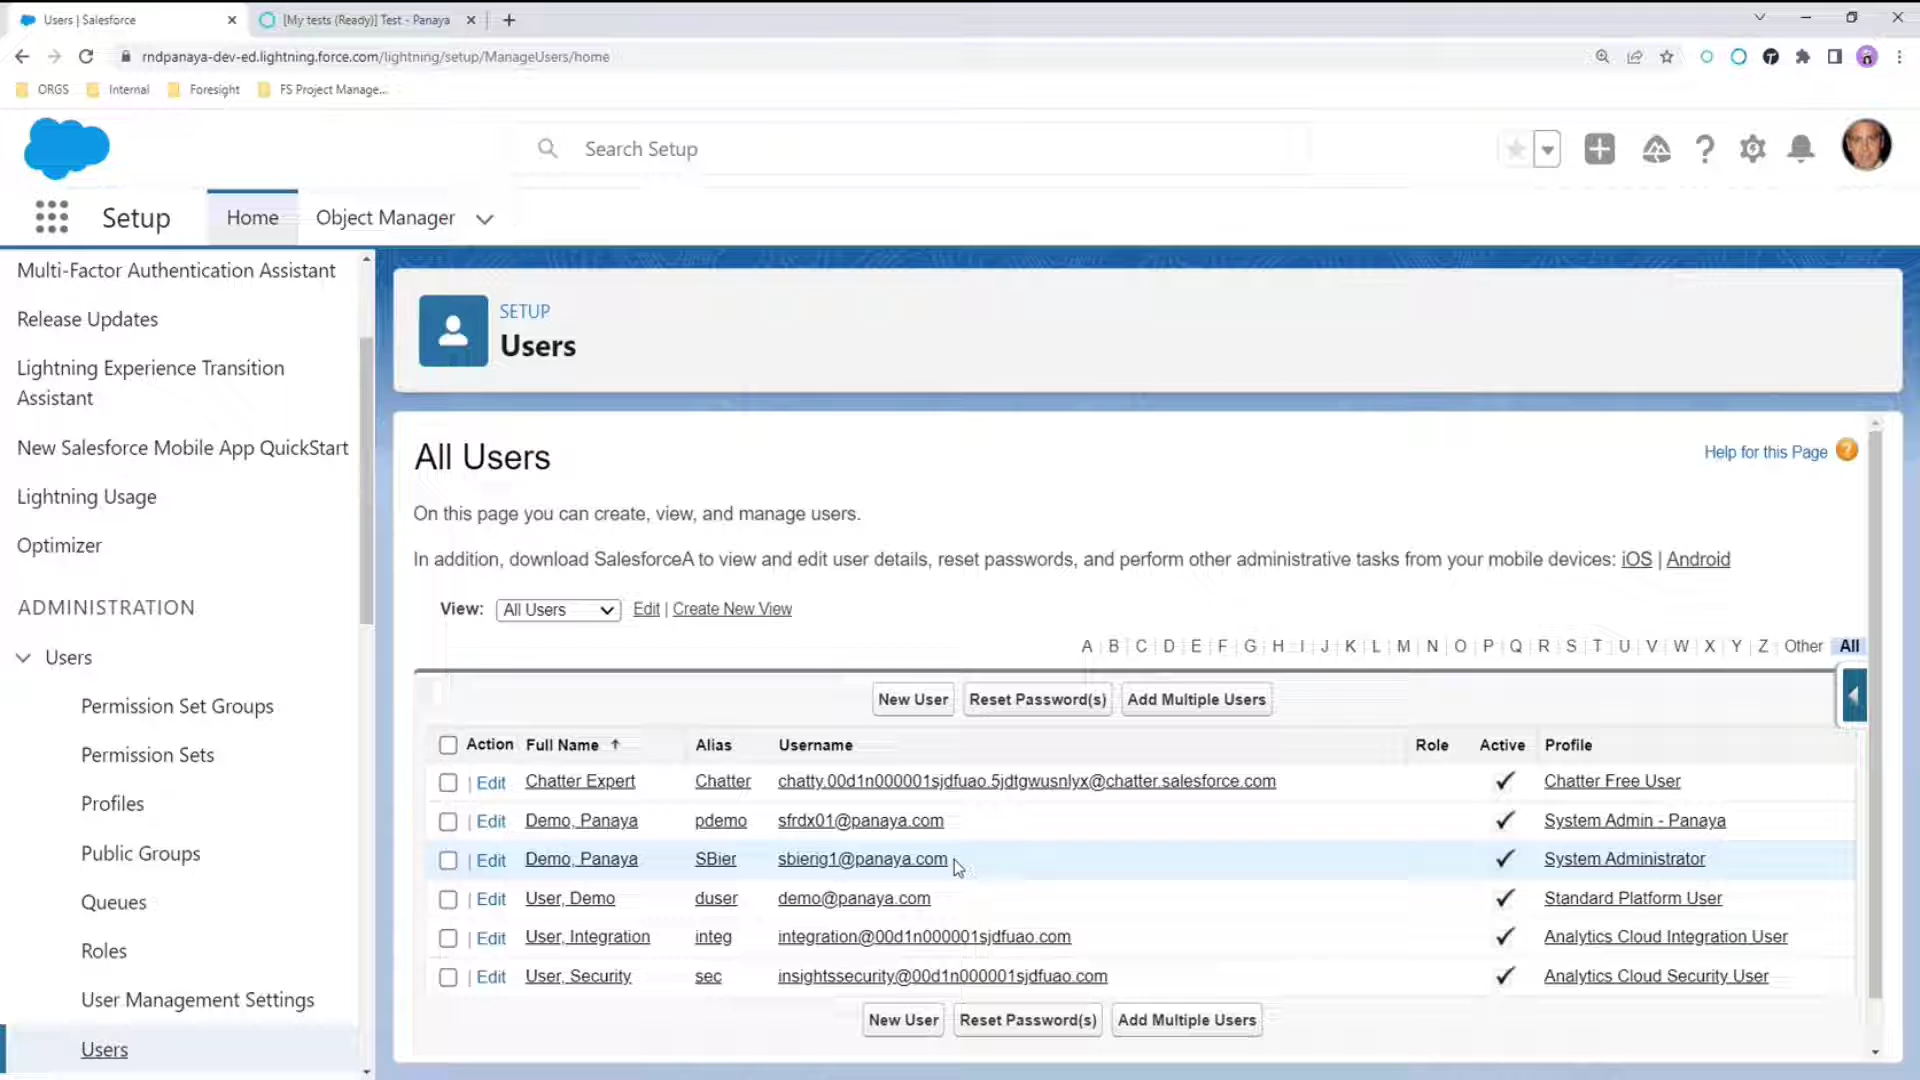 Users | Salesforce
[My tests (Ready)] Test - Panaya
rndpanaya-dev-ed.lightning.force.com/lightning/setup/ManageUsers/home
ORGS Internal Foresight FS Project Manage...
Search Setup
Setup Home Object Manager
Multi-Factor Authentication Assistant
Release Updates
Lightning Experience Transition
Assistant
New Salesforce Mobile App QuickStart
Lightning Usage
Optimizer
ADMINISTRATION
Users
Permission Set Groups
Permission Sets
Profiles
Public Groups
Queues
Roles
User Management Settings
Users
SETUP
Users
All Users
Help for this Page
On this page you can create, view, and manage users.
In addition, download SalesforceA to view and edit user details, reset passwords, and perform other administrative tasks from your mobile devices: iOS | Android
View: All Users Edit | Create New View
A B C D E F G H I J K L M N O P Q R S T U V W X Y Z Other All
New User Reset Password(s) Add Multiple Users
Action Full Name ↑ Alias Username Role Active Profile
| Edit Chatter Expert Chatter chatty.00d1n000001sjdfuao.5jdtgwusnlyx@chatter.salesforce.com ✓ Chatter Free User
| Edit Demo, Panaya pdemo sfrdx01@panaya.com ✓ System Admin - Panaya
| Edit Demo, Panaya SBier sbierig1@panaya.com ✓ System Administrator
| Edit User, Demo duser demo@panaya.com ✓ Standard Platform User
| Edit User, Integration integ integration@00d1n000001sjdfuao.com ✓ Analytics Cloud Integration User
| Edit User, Security sec insightssecurity@00d1n000001sjdfuao.com ✓ Analytics Cloud Security User
New User Reset Password(s) Add Multiple Users